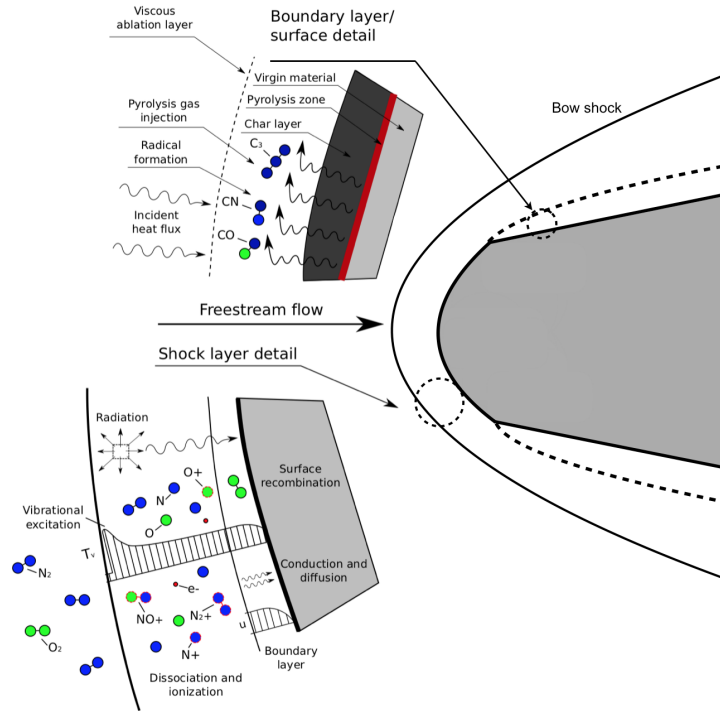 Viscous
ablation layer
Boundary layer/
surface detail
Virgin material
Pyrolysis zone
Char layer
Pyrolysis gas
injection
Radical
formation
C3
CN
CO
Incident
heat flux
Bow shock
Freestream flow
Shock layer detail
Radiation
O+
N
O
Surface
recombination
Vibrational
excitation
Tv
N2
O2
e-
NO+
N2+
N+
u
Conduction and
diffusion
Boundary
layer
Dissociation and
ionization